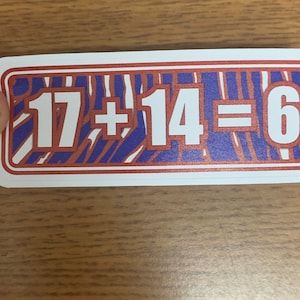 17 + 14 = 6